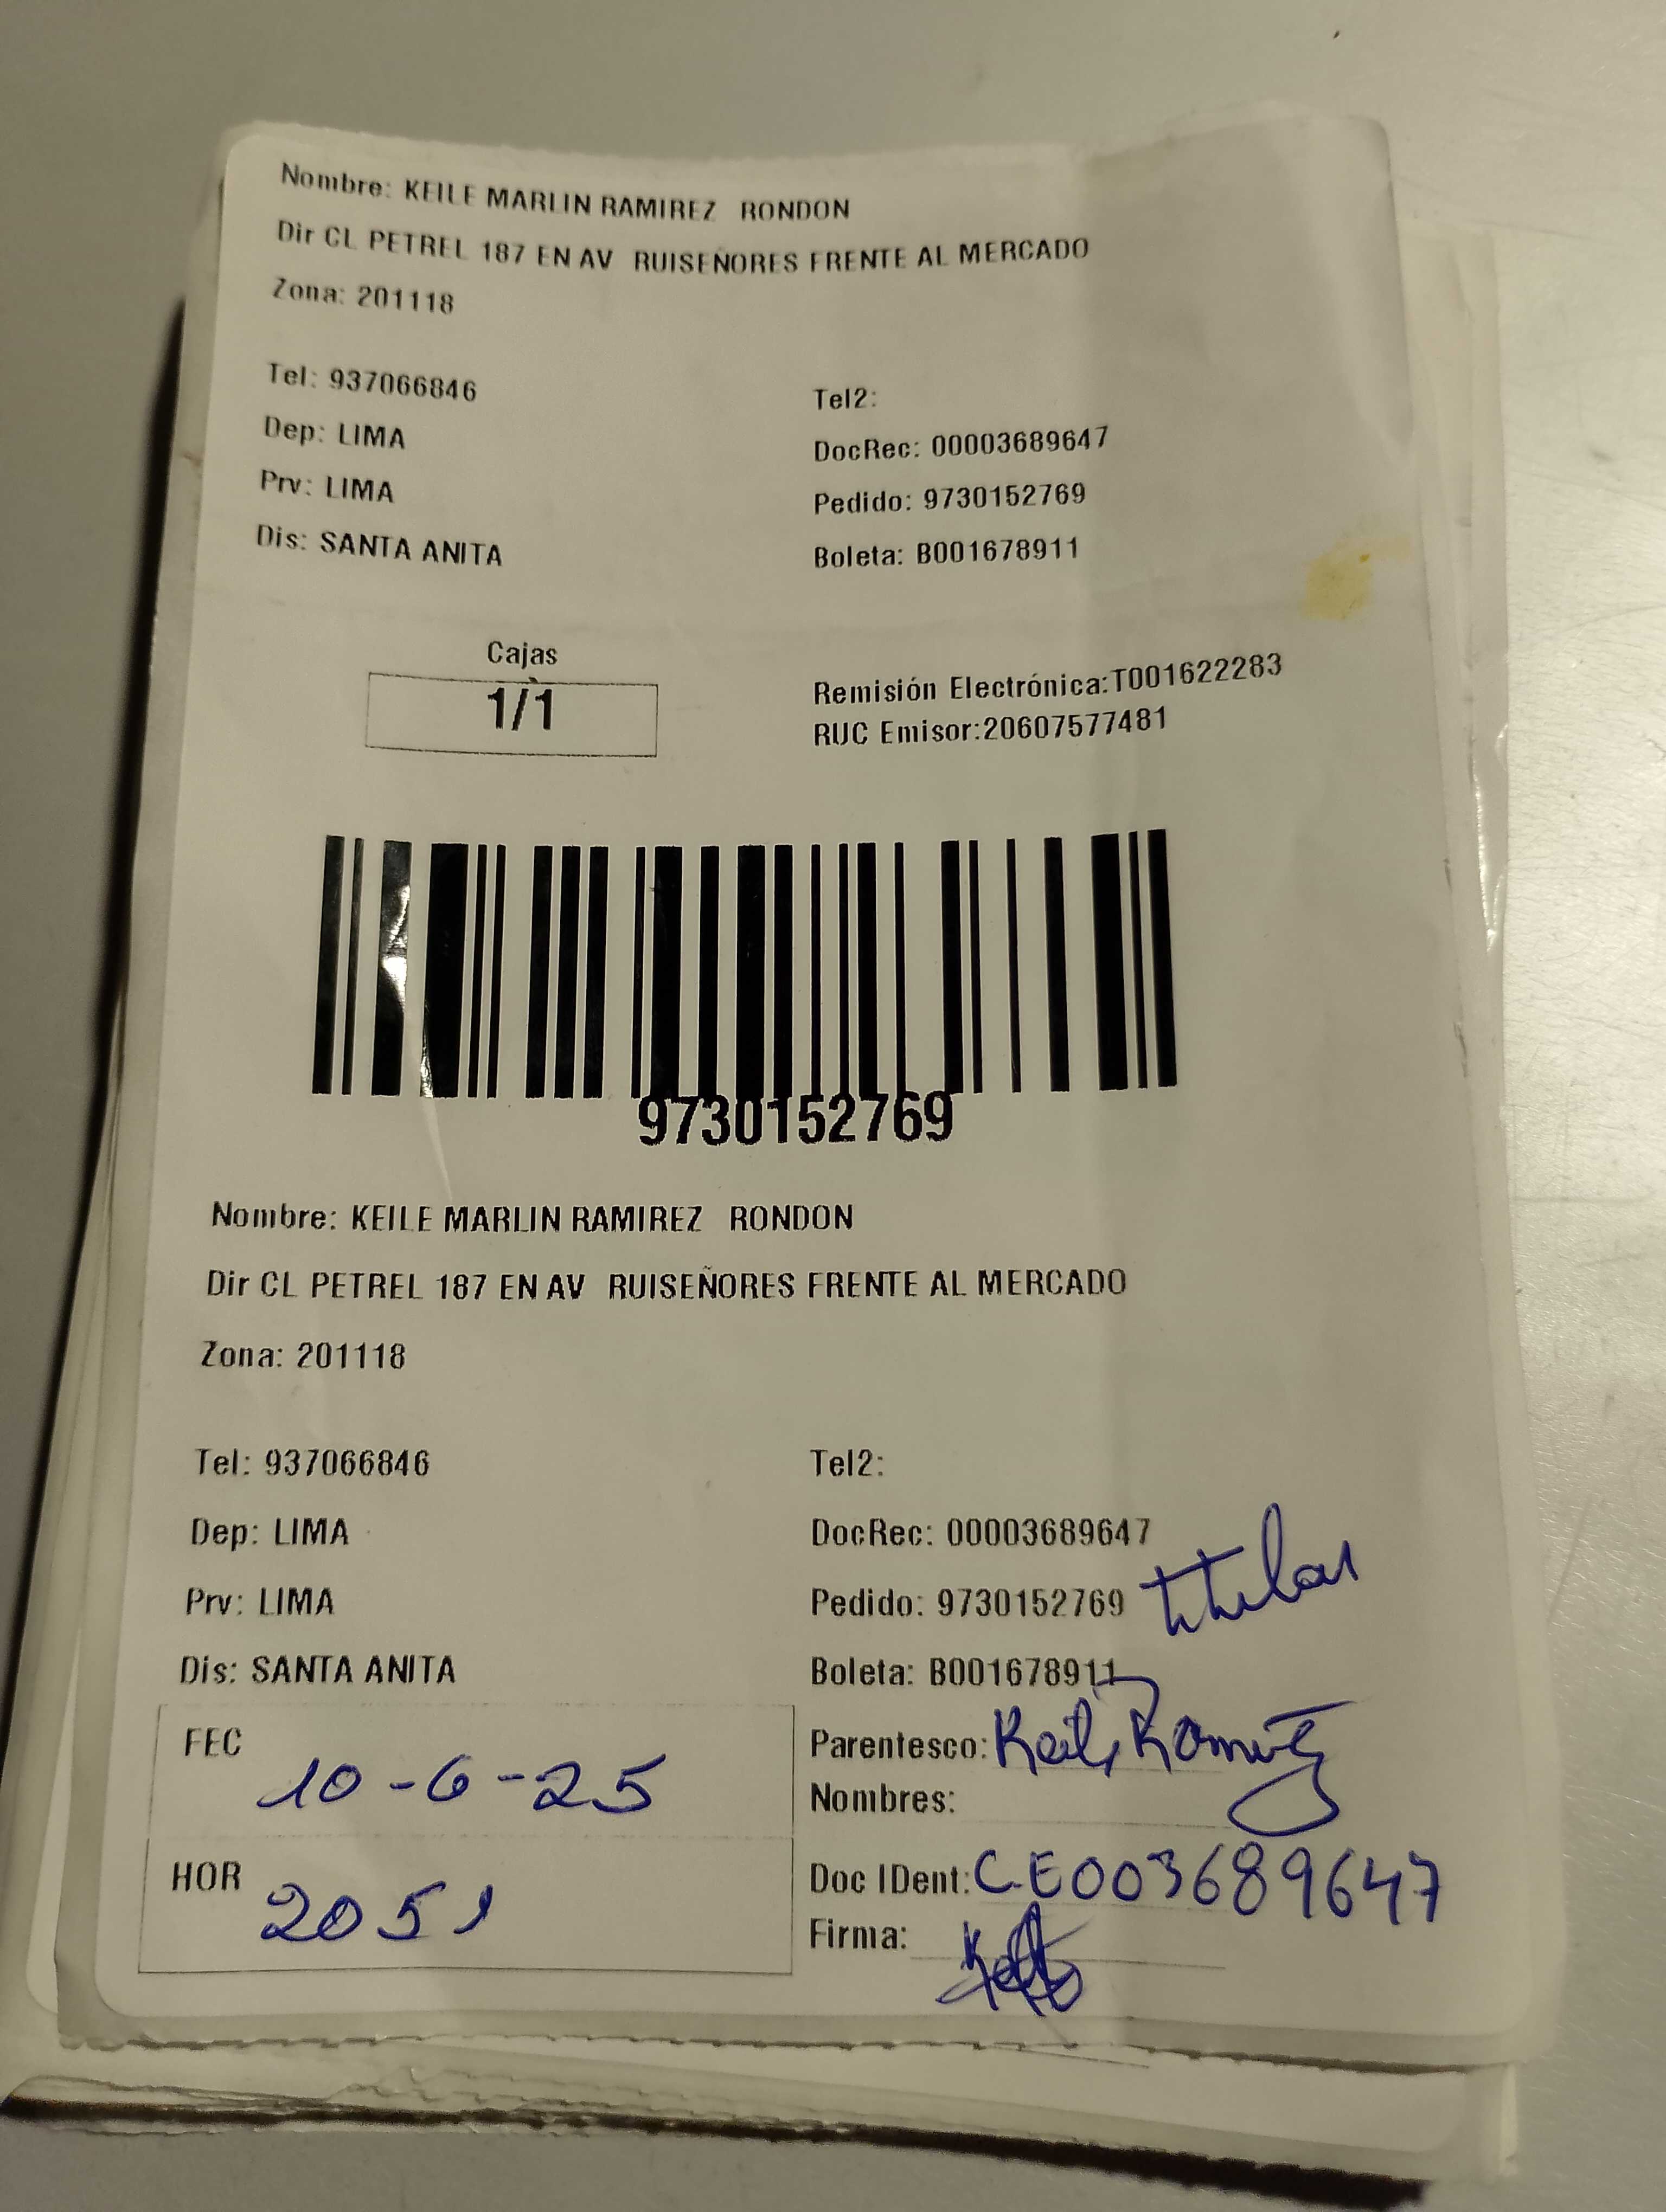 Nombre: KEILE MARLIN RAMIREZ RONDON
Dir CL PETREL 187 EN AV RUISEÑORES FRENTE AL MERCADO
Zona: 201118
Tel: 937066846
Tel2:
Dep: LIMA
DocRec: 00003689647
Prv: LIMA
Pedido: 9730152769
Dis: SANTA ANITA
Boleta: B001678911
Cajas
1/1
Remisión Electrónica:T001622283
RUC Emisor:20607577481
9730152769
Nombre: KEILE MARLIN RAMIREZ RONDON
Dir CL PETREL 187 EN AV RUISEÑORES FRENTE AL MERCADO
Zona: 201118
Tel: 937066846
Tel2:
Dep: LIMA
DocRec: 00003689647
Prv: LIMA
Pedido: 9730152769 titular
Dis: SANTA ANITA
Boleta: B001678911
FEC 10-6-25
Parentesco: Keile Ramirez
Nombres:
HOR 2051
Doc IDent: CE003689647
Firma: